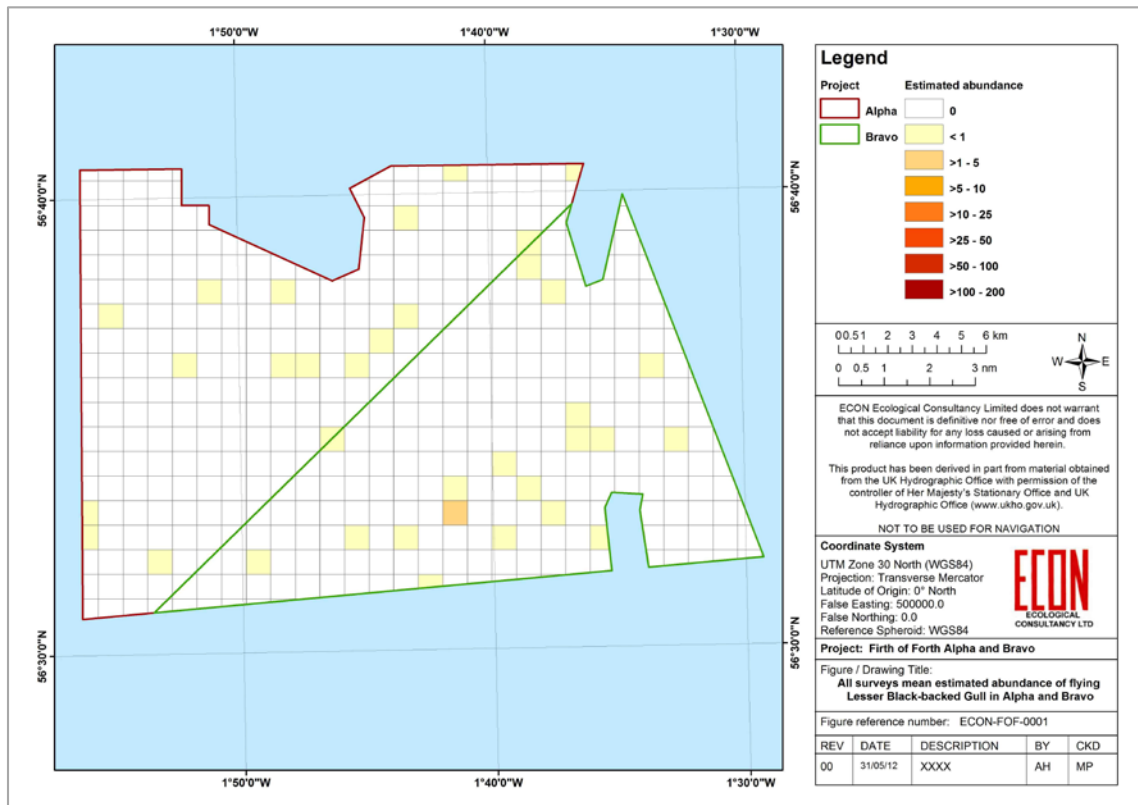 1°50'0"W 1°40'0"W 1°30'0"W
56°40'0"N 56°40'0"N
56°30'0"N 56°30'0"N
1°50'0"W 1°40'0"W 1°30'0"W
Legend
Project Estimated abundance
Alpha 0
Bravo < 1
>1 - 5
>5 - 10
>10 - 25
>25 - 50
>50 - 100
>100 - 200
0 0.5 1 2 3 4 5 6 km
0 0.5 1 2 3 nm
N
W E
S
ECON Ecological Consultancy Limited does not warrant
that this document is definitive nor free of error and does
not accept liability for any loss caused or arising from
reliance upon information provided herein.
This product has been derived in part from material obtained
from the UK Hydrographic Office with permission of the
controller of Her Majesty's Stationary Office and UK
Hydrographic Office (www.ukho.gov.uk).
NOT TO BE USED FOR NAVIGATION
Coordinate System
UTM Zone 30 North (WGS84)
Projection: Transverse Mercator
Latitude of Origin: 0° North
False Easting: 500000.0
False Northing: 0.0
Reference Spheroid: WGS84
ECON
ECOLOGICAL
CONSULTANCY LTD
Project: Firth of Forth Alpha and Bravo
Figure / Drawing Title:
All surveys mean estimated abundance of flying
Lesser Black-backed Gull in Alpha and Bravo
Figure reference number: ECON-FOF-0001
REV DATE DESCRIPTION BY CKD
00 31/05/12 XXXX AH MP